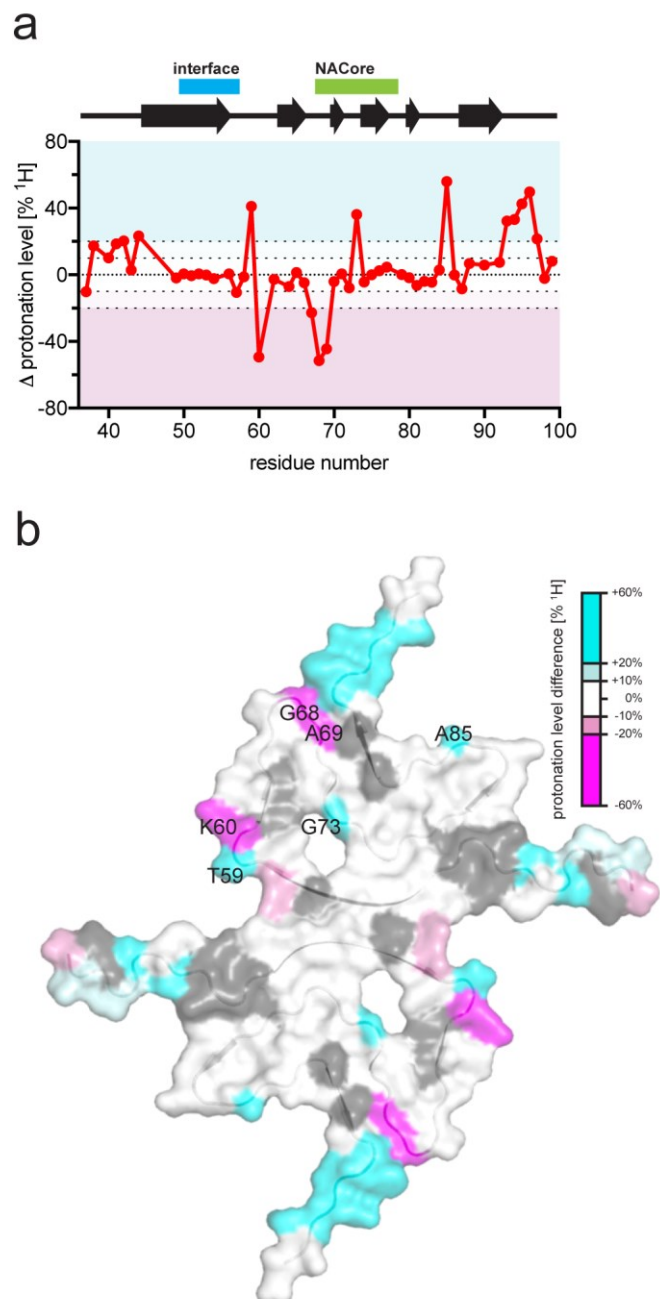 a
interface
NACore
Δ protonation level [% ¹H]
80
40
0
-40
-80
40
50
60
70
80
90
100
residue number
b
protonation level difference [% ¹H]
+60%
+20%
+10%
0%
-10%
-20%
-60%
G68
A69
A85
K60
G73
T59